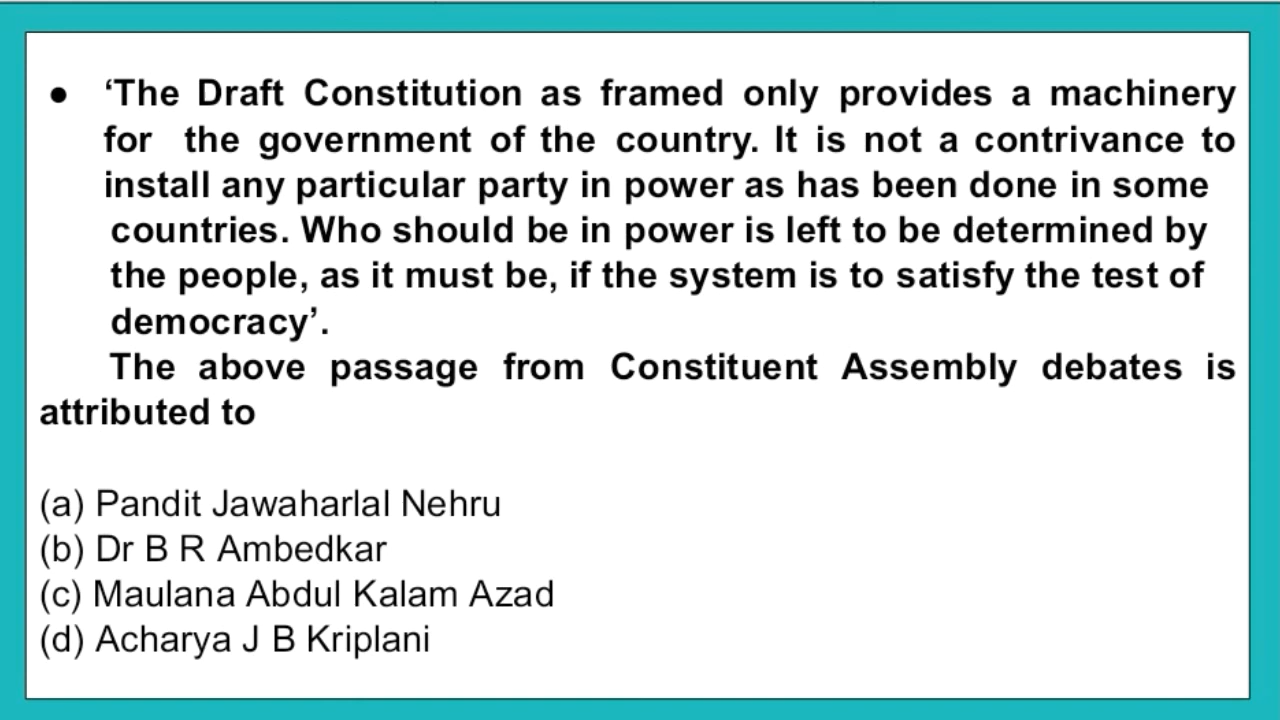 ● ‘The Draft Constitution as framed only provides a machinery
for the government of the country. It is not a contrivance to
install any particular party in power as has been done in some
countries. Who should be in power is left to be determined by
the people, as it must be, if the system is to satisfy the test of
democracy’.
The above passage from Constituent Assembly debates is
attributed to
(a) Pandit Jawaharlal Nehru
(b) Dr B R Ambedkar
(c) Maulana Abdul Kalam Azad
(d) Acharya J B Kriplani